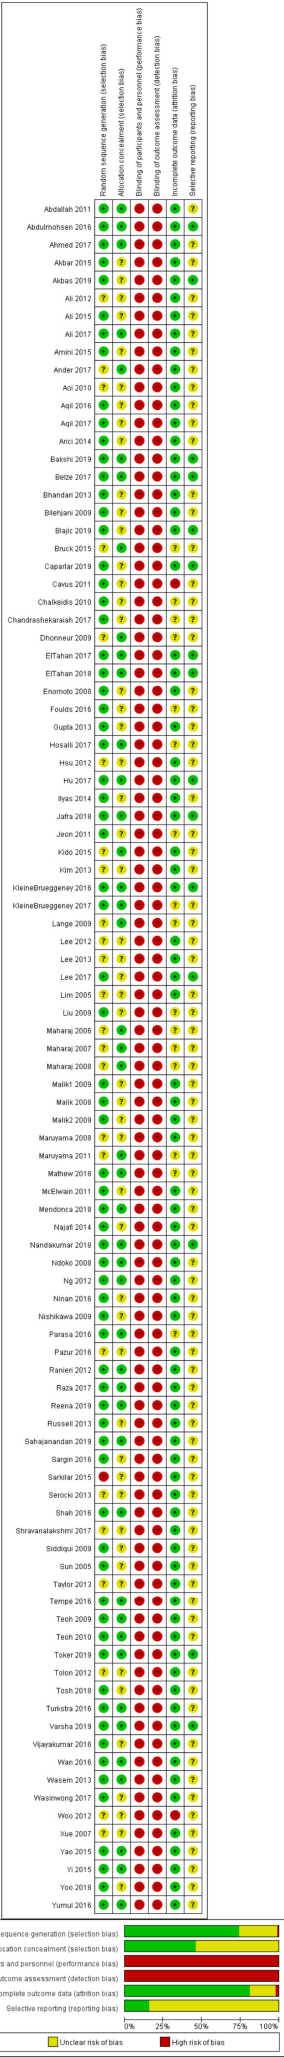 Random sequence generation (selection bias)
Allocation concealment (selection bias)
Blinding of participants and personnel (performance bias)
Blinding of outcome assessment (detection bias)
Incomplete outcome data (attrition bias)
Selective reporting (reporting bias)
Abdallah 2011 + + - - + ?
Abdulmohsen 2016 + + - - + +
Ahmed 2017 + + - - + ?
Akbar 2015 + ? - - + ?
Akbas 2019 + ? - - + +
Ali 2012 ? ? - - + ?
Ali 2015 + ? - - + ?
Ali 2017 + + - - + ?
Amini 2015 + ? - - + ?
Ander 2017 ? + - - + ?
Aoi 2010 ? ? - - + ?
Aqil 2016 + ? - - + ?
Aqil 2017 + ? - - + ?
Arici 2014 + ? - - + ?
Bakshi 2019 + + - - + +
Belze 2017 + + - - + +
Bhandari 2013 + ? - - + ?
Bilehjani 2009 + ? - - + ?
Blajic 2019 + ? - - + +
Bruck 2015 ? + - - ? ?
Caparlar 2019 + ? - - + +
Cavus 2011 + ? - - - ?
Chalkeidis 2010 + ? - - ? ?
Chandrashekaraiah 2017 + ? - - ? ?
Dhonneur 2009 ? + - - ? ?
ElTahan 2017 + + - - + +
ElTahan 2018 + + - - + +
Enomoto 2008 + ? - - + ?
Foulds 2016 + ? - - ? ?
Gupta 2013 + ? - - + ?
Hosalli 2017 + + - - ? ?
Hsu 2012 ? ? - - + ?
Hu 2017 + + - - + +
Ilyas 2014 + ? - - + ?
Jafra 2018 + + - - + +
Jeon 2011 + ? - - ? ?
Kido 2015 ? + - - + ?
Kim 2013 ? ? - - + ?
KleineBrueggeney 2016 + + - - + +
KleineBrueggeney 2017 + + - - ? ?
Lange 2009 ? + - - ? ?
Lee 2012 ? ? - - + ?
Lee 2013 ? ? - - + ?
Lee 2017 + ? - - + +
Lim 2005 ? ? - - + ?
Liu 2009 + ? - - ? ?
Maharaj 2006 ? + - - ? ?
Maharaj 2007 ? + - - ? ?
Maharaj 2008 ? + - - ? ?
Malik1 2009 + ? - - + ?
Malik 2008 + ? - - + ?
Malik2 2009 + ? - - + ?
Maruyama 2008 ? ? - - + ?
Maruyama 2011 ? + - - ? ?
Mathew 2018 + + - - ? ?
McElwain 2011 + ? - - + ?
Mendonca 2018 + + - - + ?
Najafi 2014 + ? - - + ?
Nandakumar 2018 + + - - + +
Ndoko 2008 + + - - + ?
Ng 2012 + + - - + ?
Ninan 2016 + ? - - + ?
Nishikawa 2009 + ? - - + ?
Parasa 2016 + + - - ? ?
Pazur 2016 ? ? - - + ?
Ranieri 2012 + + - - + ?
Raza 2017 + + - - + ?
Reena 2019 + + - - + ?
Russell 2013 + ? - - + ?
Sahajanandan 2019 + + - - + ?
Sargin 2016 + ? - - + ?
Sarkilar 2015 - ? - - + ?
Serocki 2013 ? ? - - + ?
Shah 2016 + + - - + ?
Shravanalakshmi 2017 ? ? - - + ?
Siddiqui 2009 + ? - - + ?
Sun 2005 + ? - - + ?
Taylor 2013 ? ? - - + ?
Tempe 2016 + + - - + ?
Teoh 2009 + + - - + ?
Teoh 2010 + + - - + ?
Toker 2019 + + - - + +
Tolon 2012 ? ? - - + ?
Tosh 2018 + ? - - + ?
Turkstra 2016 + + - - + ?
Varsha 2019 + + - - + +
Vijayakumar 2016 + ? - - + ?
Wan 2016 + + - - + ?
Wasem 2013 + + - - + ?
Wasinwong 2017 + ? - - + ?
Woo 2012 ? ? - - - ?
Xue 2007 ? ? - - + ?
Yao 2015 + + - - + ?
Yi 2015 + + - - + ?
Yoo 2018 + ? - - + ?
Yumul 2016 + + - - + ?
equence generation (selection bias)
ocation concealment (selection bias)
s and personnel (performance bias)
utcome assessment (detection bias)
mplete outcome data (attrition bias)
Selective reporting (reporting bias)
0% 25% 50% 75% 100%
Unclear risk of bias
High risk of bias